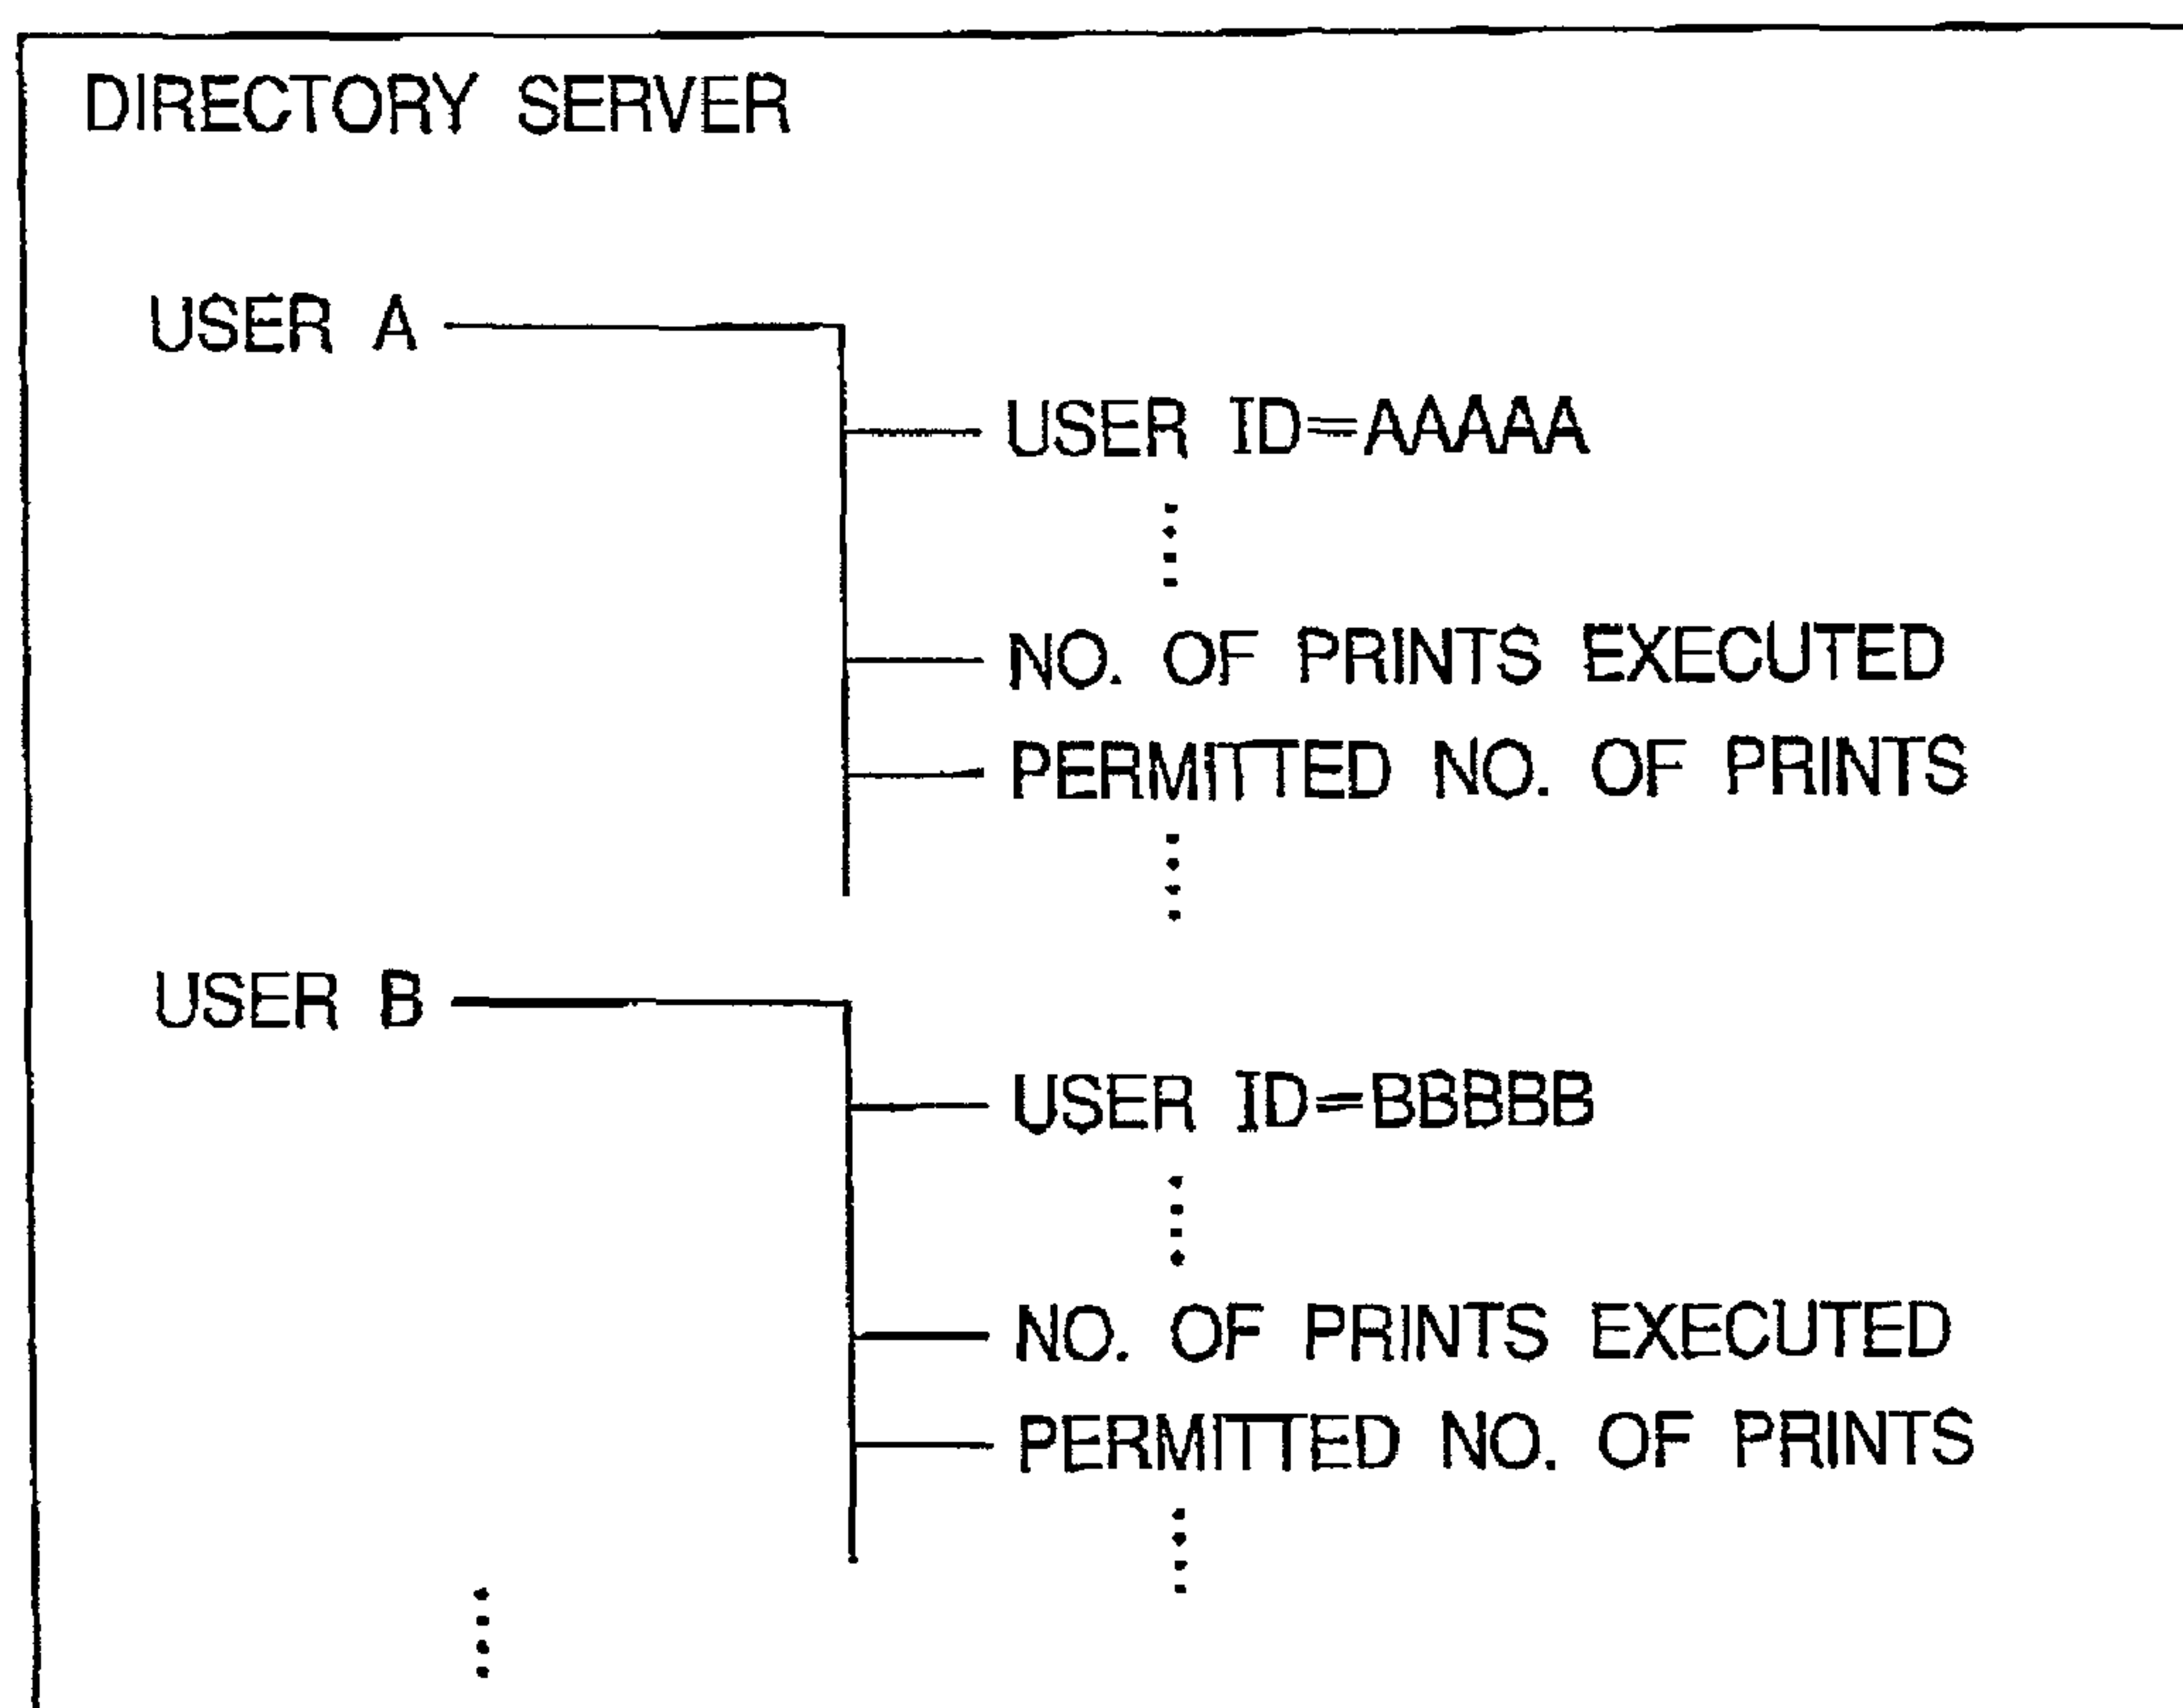 DIRECTORY SERVER
USER A
USER ID=AAAAA
NO. OF PRINTS EXECUTED
PERMITTED NO. OF PRINTS
USER B
USER ID=BBBBB
NO. OF PRINTS EXECUTED
PERMITTED NO. OF PRINTS